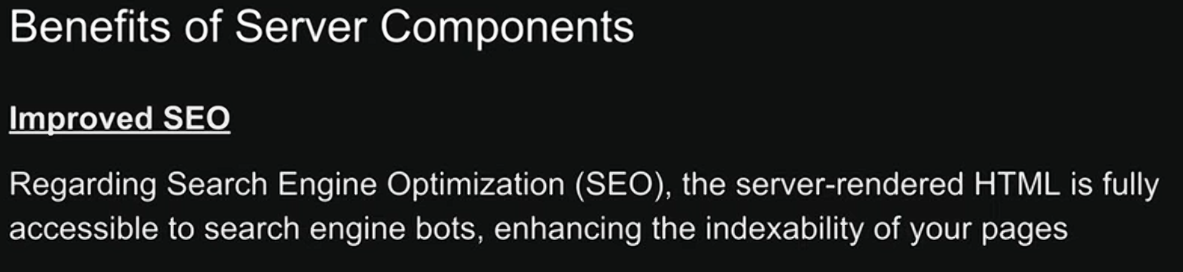 Benefits of Server Components
Improved SEO
Regarding Search Engine Optimization (SEO), the server-rendered HTML is fully
accessible to search engine bots, enhancing the indexability of your pages